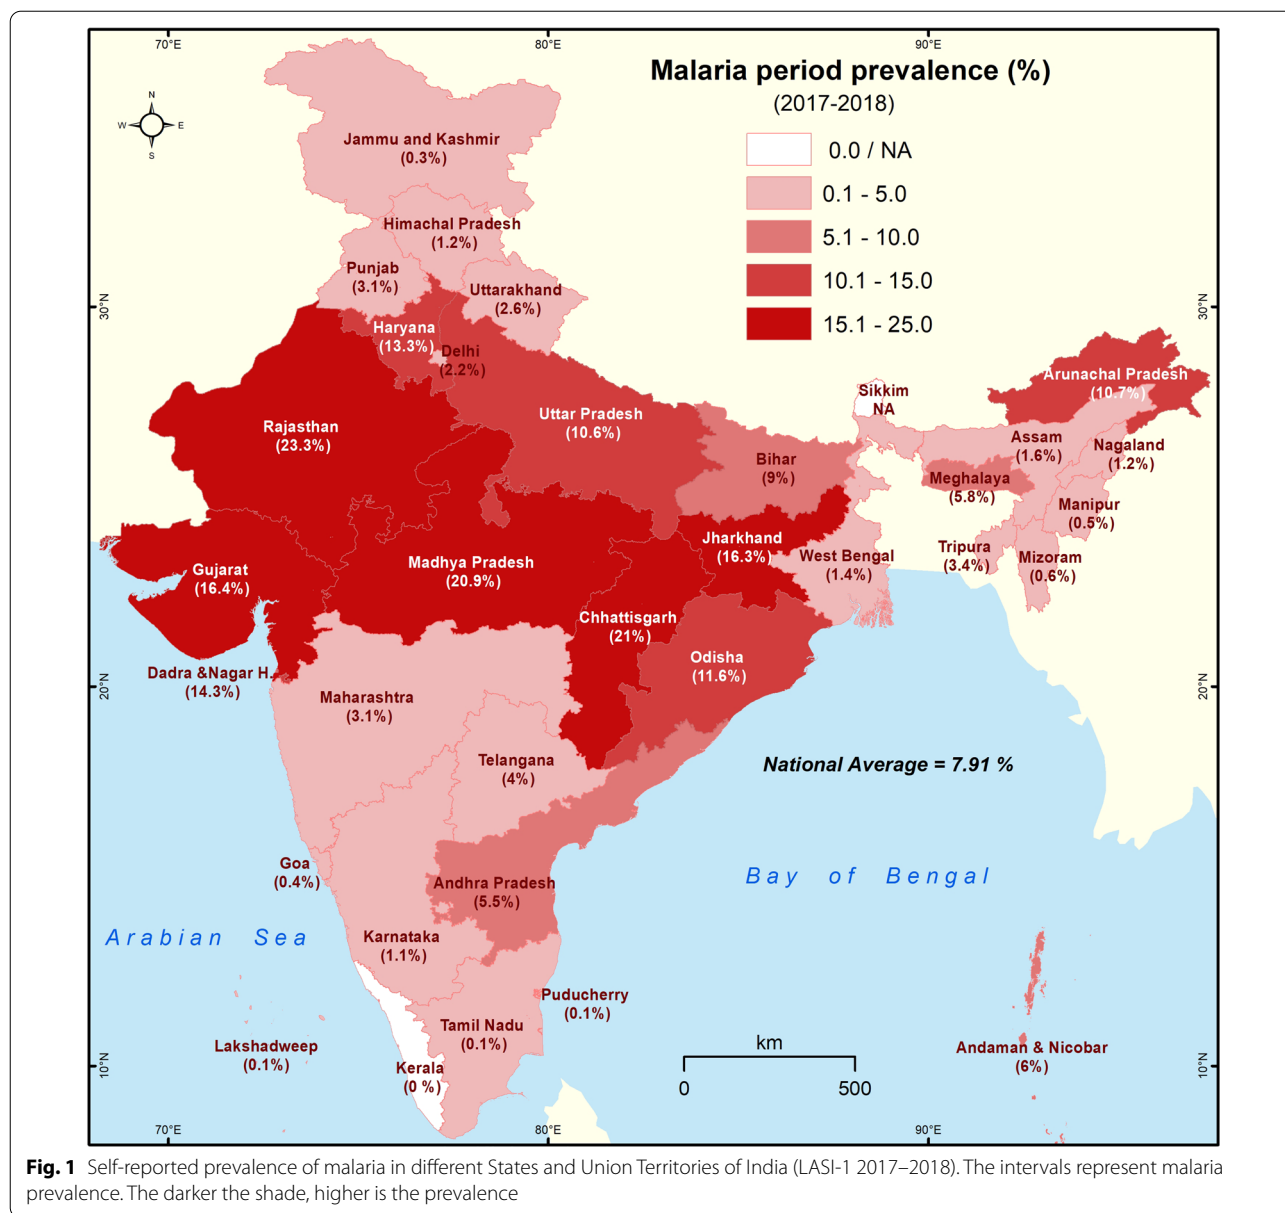 70°E
80°E
90°E
Malaria period prevalence (%)
(2017-2018)
0.0 / NA
0.1 - 5.0
5.1 - 10.0
10.1 - 15.0
15.1 - 25.0
N
W
E
S
Jammu and Kashmir
(0.3%)
Himachal Pradesh
(1.2%)
Punjab
(3.1%)
Uttarakhand
(2.6%)
30°N
30°N
Haryana
(13.3%)
Delhi
(2.2%)
Arunachal Pradesh
(10.7%)
Sikkim
NA
Rajasthan
(23.3%)
Uttar Pradesh
(10.6%)
Assam
(1.6%)
Nagaland
(1.2%)
Bihar
(9%)
Meghalaya
(5.8%)
Manipur
(0.5%)
Jharkhand
(16.3%)
West Bengal
(1.4%)
Tripura
(3.4%)
Mizoram
(0.6%)
Gujarat
(16.4%)
Madhya Pradesh
(20.9%)
Chhattisgarh
(21%)
Odisha
(11.6%)
Dadra &Nagar H.
(14.3%)
20°N
20°N
Maharashtra
(3.1%)
Telangana
(4%)
National Average = 7.91 %
Goa
(0.4%)
Andhra Pradesh
(5.5%)
Bay of Bengal
Arabian Sea
Karnataka
(1.1%)
Puducherry
(0.1%)
Tamil Nadu
(0.1%)
Lakshadweep
(0.1%)
Kerala
(0 %)
km
0
500
Andaman & Nicobar
(6%)
10°N
10°N
70°E
80°E
90°E
Fig. 1 Self-reported prevalence of malaria in different States and Union Territories of India (LASI-1 2017–2018). The intervals represent malaria
prevalence. The darker the shade, higher is the prevalence